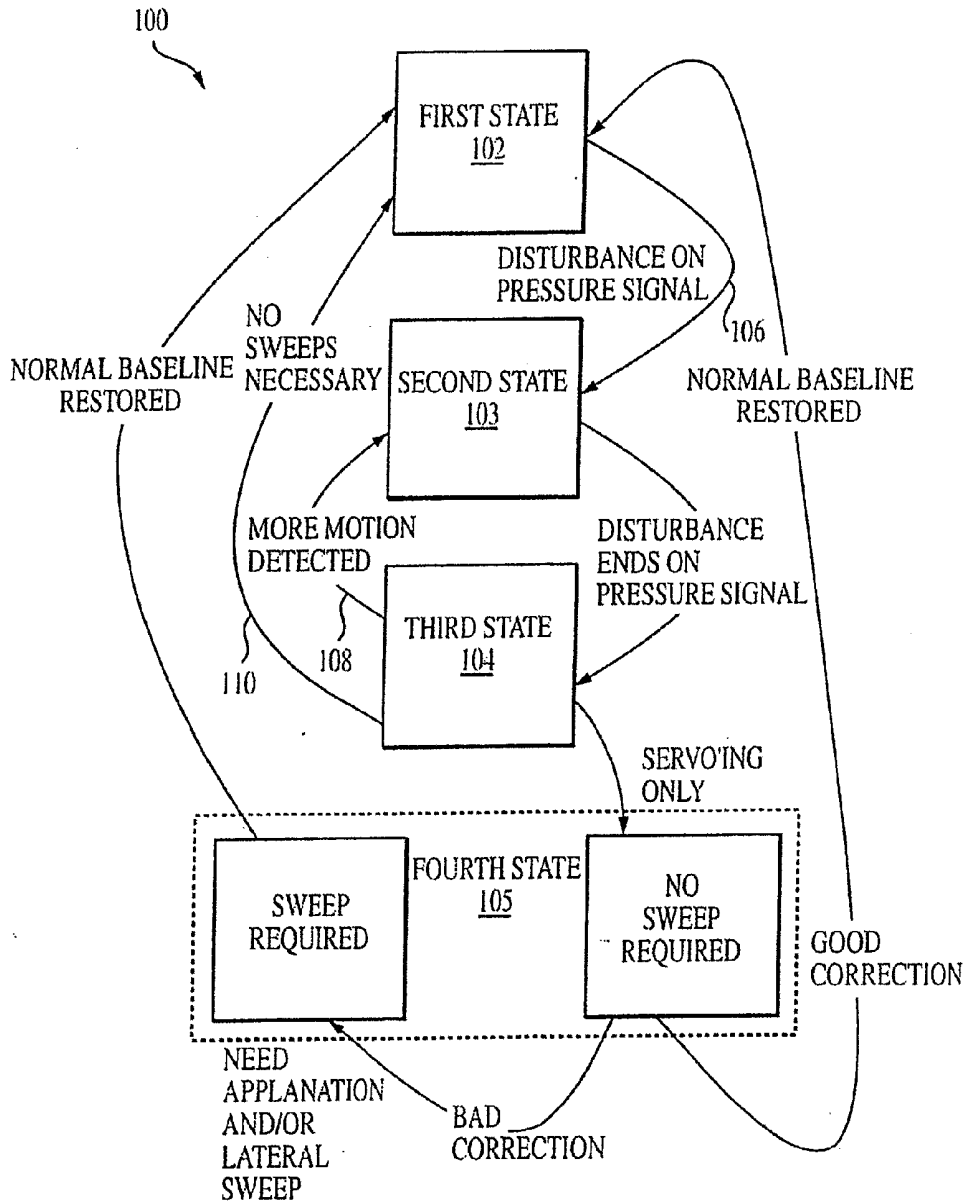 100
FIRST STATE
102
DISTURBANCE ON
PRESSURE SIGNAL
106
NO
SWEEPS
NECESSARY
NORMAL BASELINE
RESTORED
SECOND STATE
103
NORMAL BASELINE
RESTORED
MORE MOTION
DETECTED
DISTURBANCE
ENDS ON
PRESSURE SIGNAL
THIRD STATE
104
108
110
SERVO'ING
ONLY
SWEEP
REQUIRED
FOURTH STATE
105
NO
SWEEP
REQUIRED
GOOD
CORRECTION
NEED
APPLANATION
AND/OR
LATERAL
SWEEP
BAD
CORRECTION